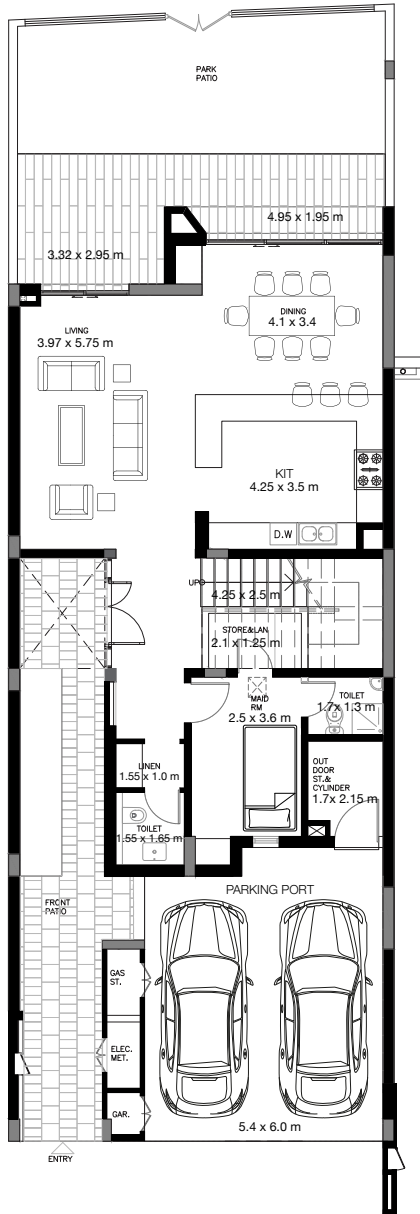 PARK
PATIO
4.95 x 1.95 m
3.32 x 2.95 m
DINING
4.1 x 3.4
LIVING
3.97 x 5.75 m
KIT
4.25 x 3.5 m
D.W
UP
4.25 x 2.5 m
STORE&LAN
2.1 x 1.25 m
MAID
RM
2.5 x 3.6 m
TOILET
1.7x 1.3 m
LINEN
1.55 x 1.0 m
OUT
DOOR
ST.&
CYLINDER
1.7x 2.15 m
TOILET
1.55 x 1.65 m
PARKING PORT
FRONT
PATIO
GAS
ST.
ELEC.
MET.
GAR.
5.4 x 6.0 m
ENTRY